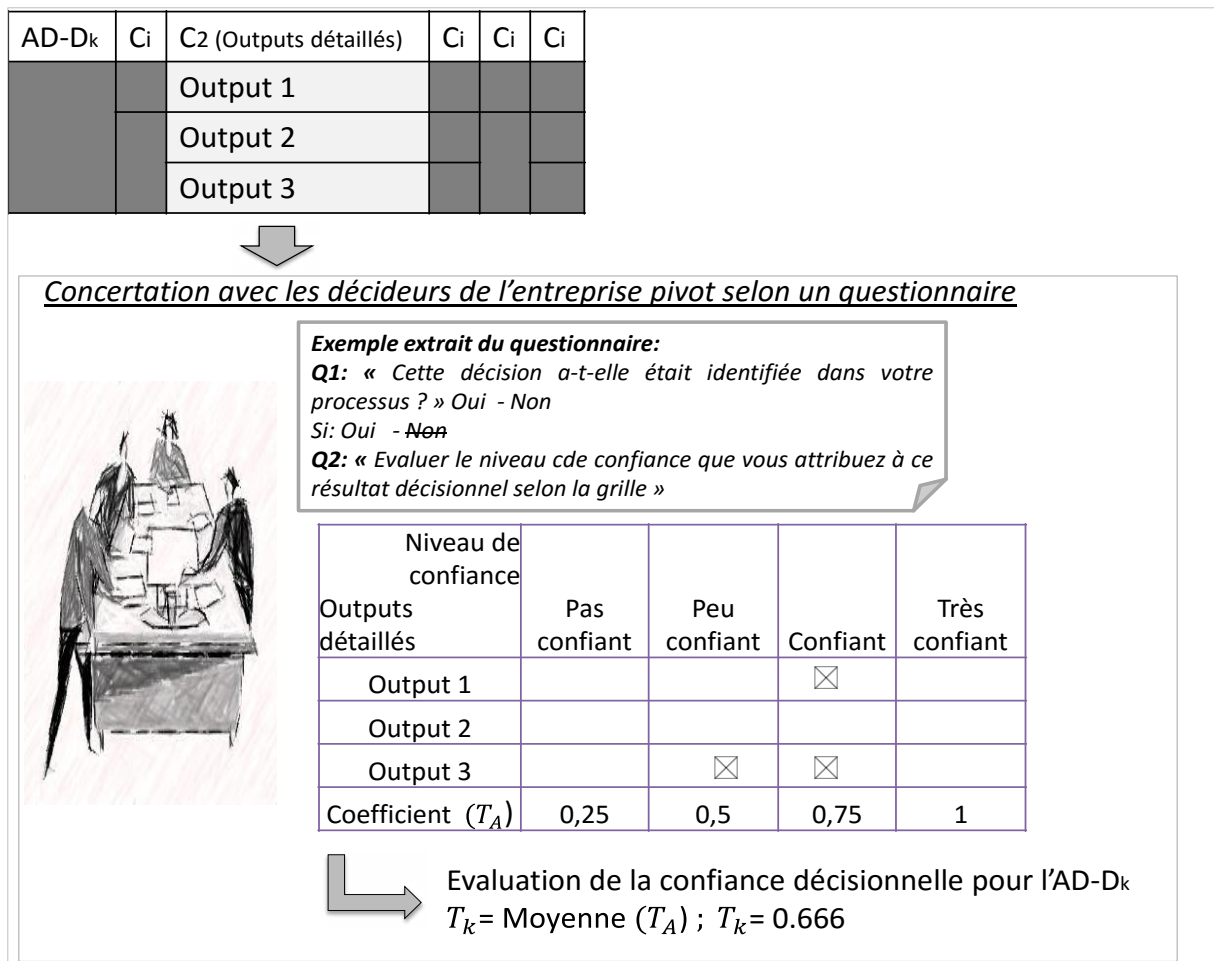 AD-Dk Ci C2 (Outputs détaillés) Ci Ci Ci
Output 1
Output 2
Output 3
Concertation avec les décideurs de l'entreprise pivot selon un questionnaire
Exemple extrait du questionnaire:
Q1: « Cette décision a-t-elle était identifiée dans votre
processus ? » Oui - Non
Si: Oui - Non
Q2: « Evaluer le niveau cde confiance que vous attribuez à ce
résultat décisionnel selon la grille »
Niveau de
confiance
Outputs
détaillés
Pas
confiant
Peu
confiant
Confiant
Très
confiant
Output 1
Output 2
Output 3
Coefficient (T_A) 0,25 0,5 0,75 1
Evaluation de la confiance décisionnelle pour l'AD-Dk
T_k= Moyenne (T_A) ; T_k= 0.666